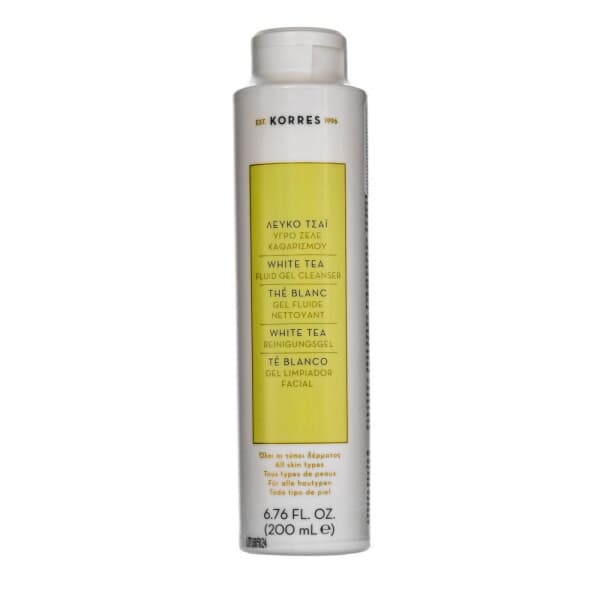 EST. KORRES 1996
ΛΕΥΚΟ ΤΣΑΪ
ΥΓΡΟ ΖΕΛΕ
ΚΑΘΑΡΙΣΜΟΥ
WHITE TEA
FLUID GEL CLEANSER
THÉ BLANC
GEL FLUIDE
NETTOYANT
WHITE TEA
REINIGUNGSGEL
TÉ BLANCO
GEL LIMPIADOR
FACIAL
Όλοι οι τύποι δέρματος
All skin types
Tous types de peaux
Für alle hauttypen
Todo tipo de piel
6.76 FL. OZ.
(200 mL ℮)